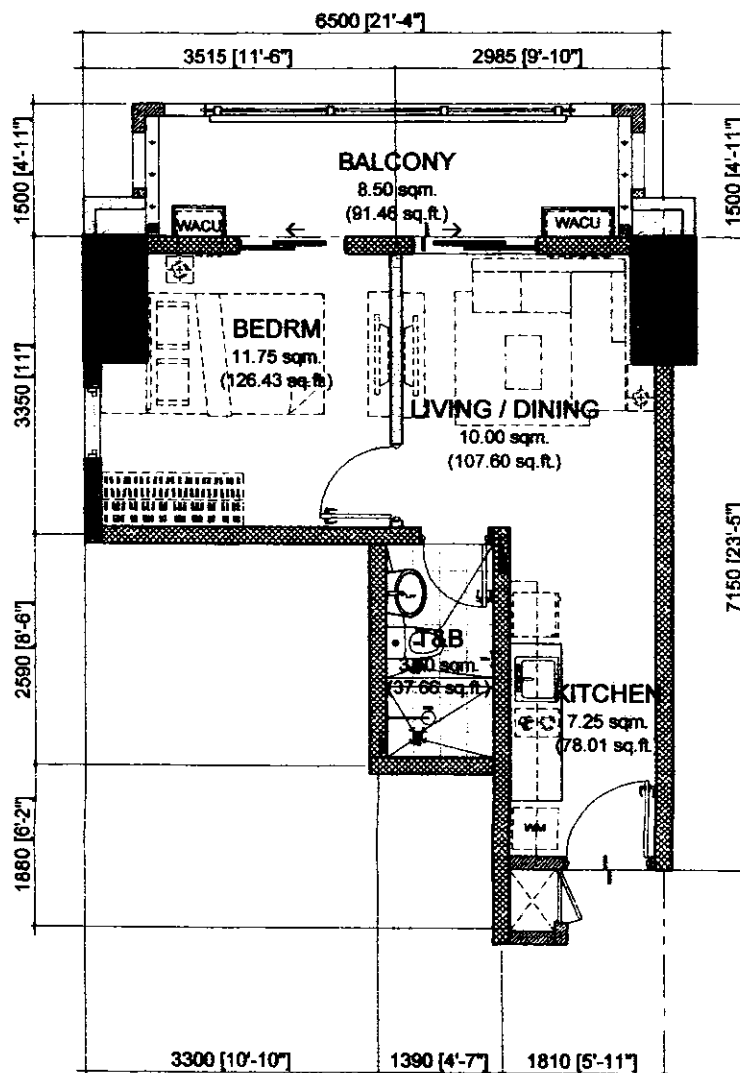 6500 [21'-4"]
3515 [11'-6"]
2985 [9'-10"]
1500 [4'-11"]
1500 [4'-11"]
BALCONY
8.50 sqm.
(91.46 sq.ft.)
WACU
WACU
BEDRM
11.75 sqm.
(126.43 sq.ft.)
3350 [11']
LIVING / DINING
10.00 sqm.
(107.60 sq.ft.)
7150 [23'-5"]
2590 [8'-6"]
T&B
sqm.
(37.66 sq.ft.)
KITCHEN
7.25 sqm.
(78.01 sq.ft.
WM
1880 [6'-2"]
3300 [10'-10"]
1390 [4'-7"]
1810 [5'-11"]